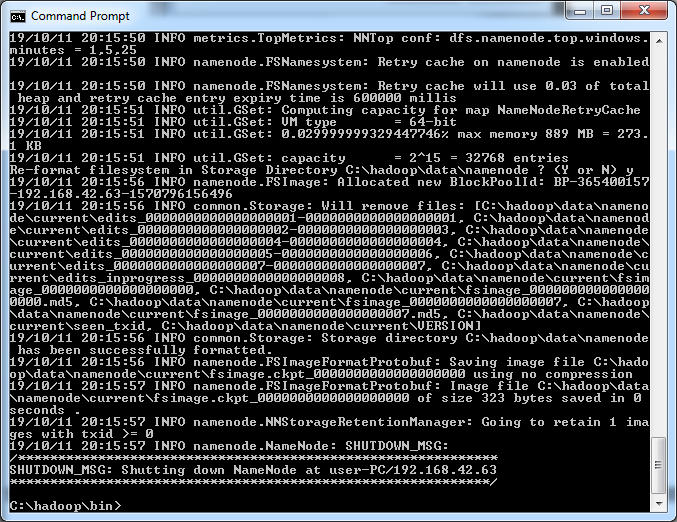 Command Prompt
19/10/11 20:15:50 INFO metrics.TopMetrics: NNTop conf: dfs.namenode.top.windows.
minutes = 1,5,25
19/10/11 20:15:50 INFO namenode.FSNamesystem: Retry cache on namenode is enabled
19/10/11 20:15:50 INFO namenode.FSNamesystem: Retry cache will use 0.03 of total
 heap and retry cache entry expiry time is 600000 millis
19/10/11 20:15:51 INFO util.GSet: Computing capacity for map NameNodeRetryCache
19/10/11 20:15:51 INFO util.GSet: VM type       = 64-bit
19/10/11 20:15:51 INFO util.GSet: 0.029999999329447746% max memory 889 MB = 273.
1 KB
19/10/11 20:15:51 INFO util.GSet: capacity      = 2^15 = 32768 entries
Re-format filesystem in Storage Directory C:\hadoop\data\namenode ? (Y or N) y
19/10/11 20:15:56 INFO namenode.FSImage: Allocated new BlockPoolId: BP-365400157
-192.168.42.63-1570796156496
19/10/11 20:15:56 INFO common.Storage: Will remove files: [C:\hadoop\data\nameno
de\current\edits_0000000000000000001-0000000000000000001, C:\hadoop\data\namenod
e\current\edits_0000000000000000002-0000000000000000003, C:\hadoop\data\namenode
\current\edits_0000000000000000004-0000000000000000004, C:\hadoop\data\namenode\
current\edits_0000000000000000005-0000000000000000006, C:\hadoop\data\namenode\c
urrent\edits_0000000000000000007-0000000000000000007, C:\hadoop\data\namenode\cu
rrent\edits_inprogress_0000000000000000008, C:\hadoop\data\namenode\current\fsim
age_0000000000000000000, C:\hadoop\data\namenode\current\fsimage_000000000000000
0000.md5, C:\hadoop\data\namenode\current\fsimage_0000000000000000007, C:\hadoop
\data\namenode\current\fsimage_0000000000000000007.md5, C:\hadoop\data\namenode\
current\seen_txid, C:\hadoop\data\namenode\current\VERSION]
19/10/11 20:15:56 INFO common.Storage: Storage directory C:\hadoop\data\namenode
 has been successfully formatted.
19/10/11 20:15:56 INFO namenode.FSImageFormatProtobuf: Saving image file C:\hado
op\data\namenode\current\fsimage.ckpt_0000000000000000000 using no compression
19/10/11 20:15:57 INFO namenode.FSImageFormatProtobuf: Image file C:\hadoop\data
\namenode\current\fsimage.ckpt_0000000000000000000 of size 323 bytes saved in 0
seconds .
19/10/11 20:15:57 INFO namenode.NNStorageRetentionManager: Going to retain 1 ima
ges with txid >= 0
19/10/11 20:15:57 INFO namenode.NameNode: SHUTDOWN_MSG:
/************************************************************
SHUTDOWN_MSG: Shutting down NameNode at user-PC/192.168.42.63
************************************************************/
C:\hadoop\bin>